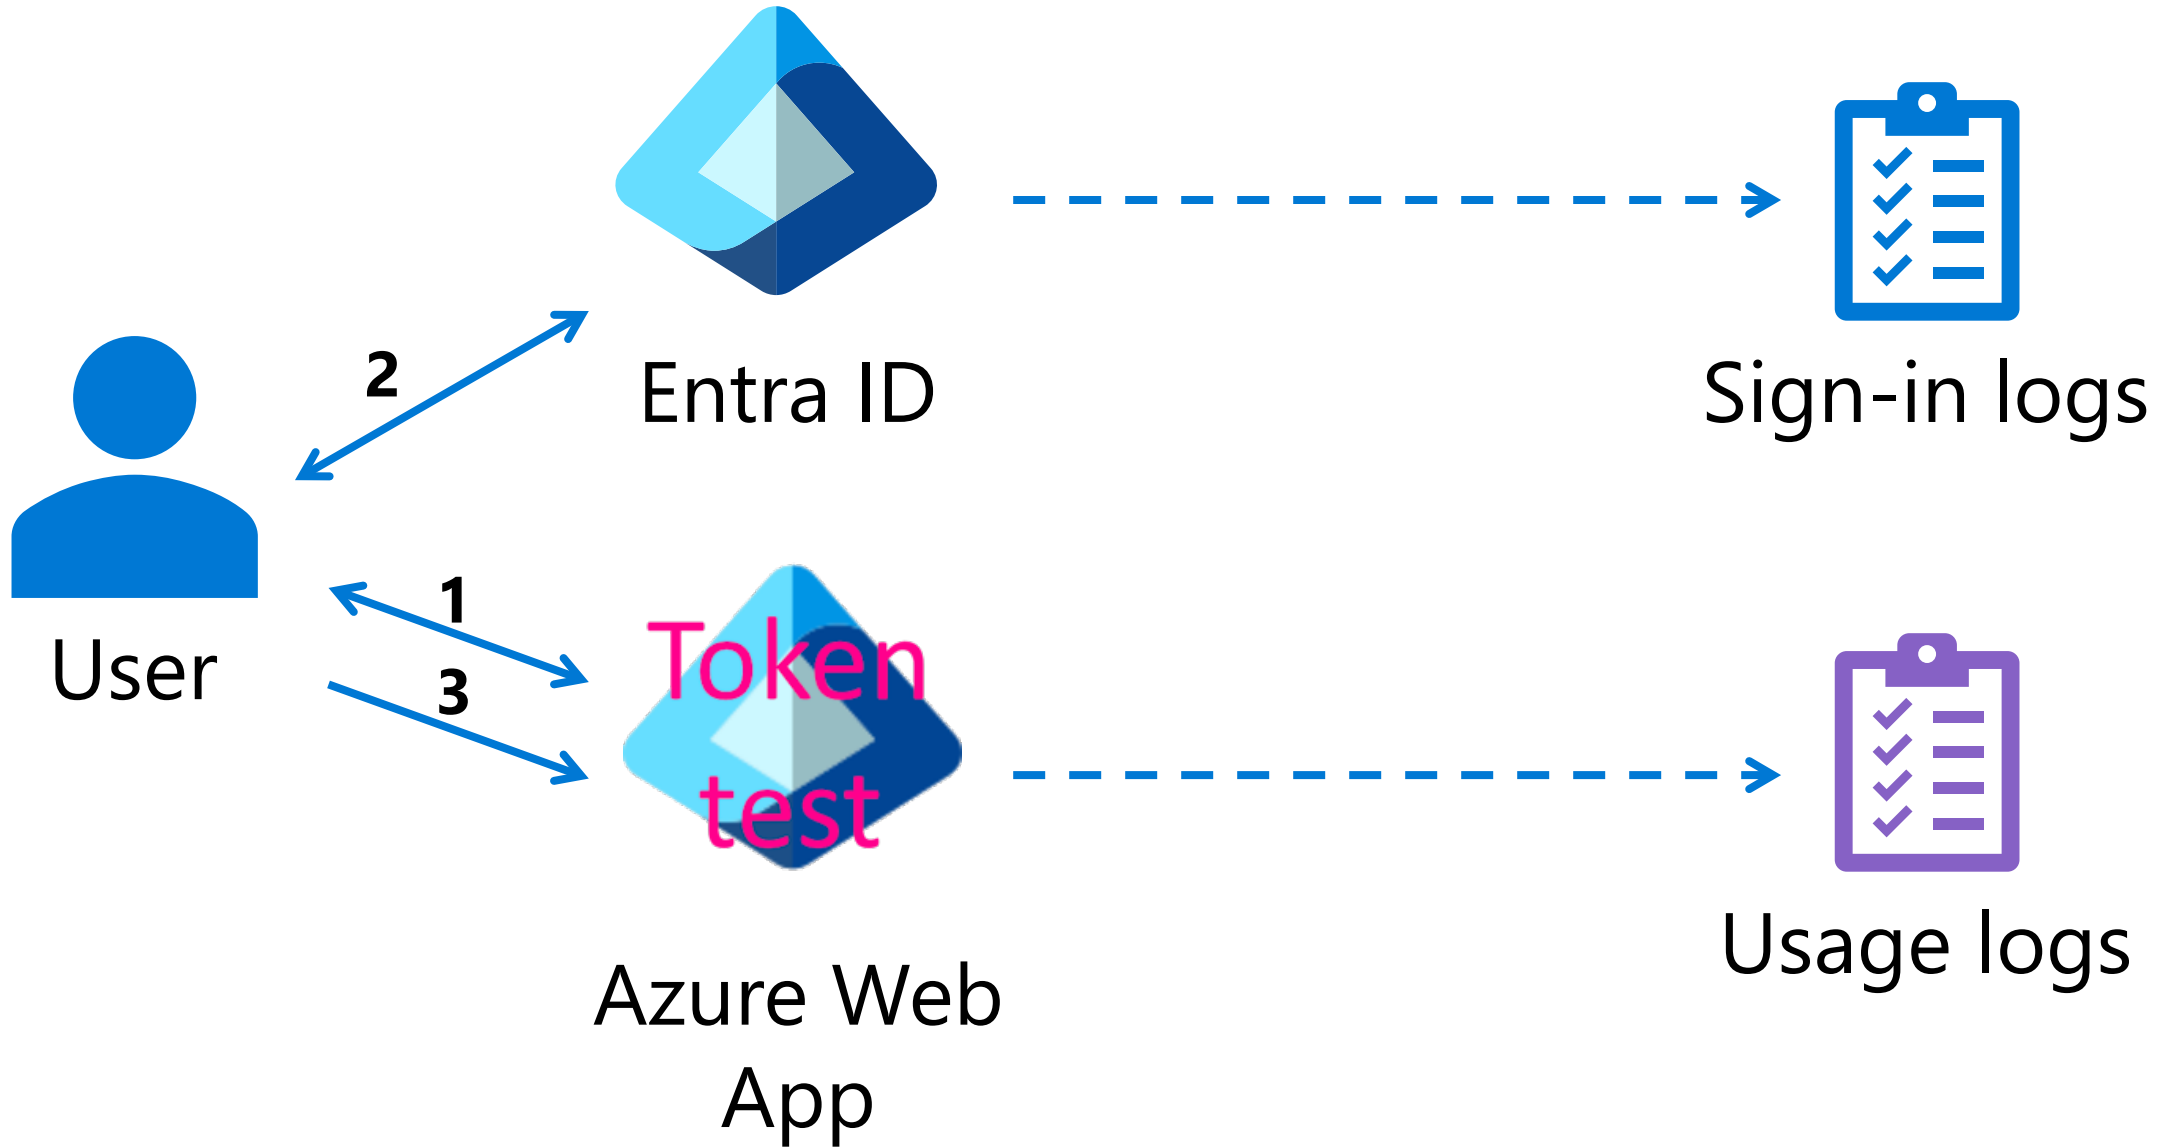 2
Entra ID
Sign-in logs
User
1
3
Token
test
Azure Web
App
Usage logs